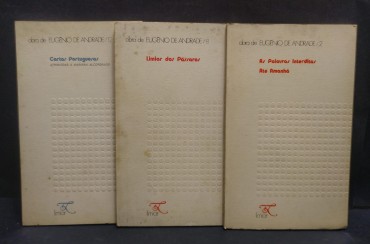 obra de EUGÉNIO DE ANDRADE
Cartas Portuguesas
obra de EUGÉNIO DE ANDRADE
Limiar dos Pássaros
obra de EUGÉNIO DE ANDRADE/2
As Palavras Interditas
Até Amanhã